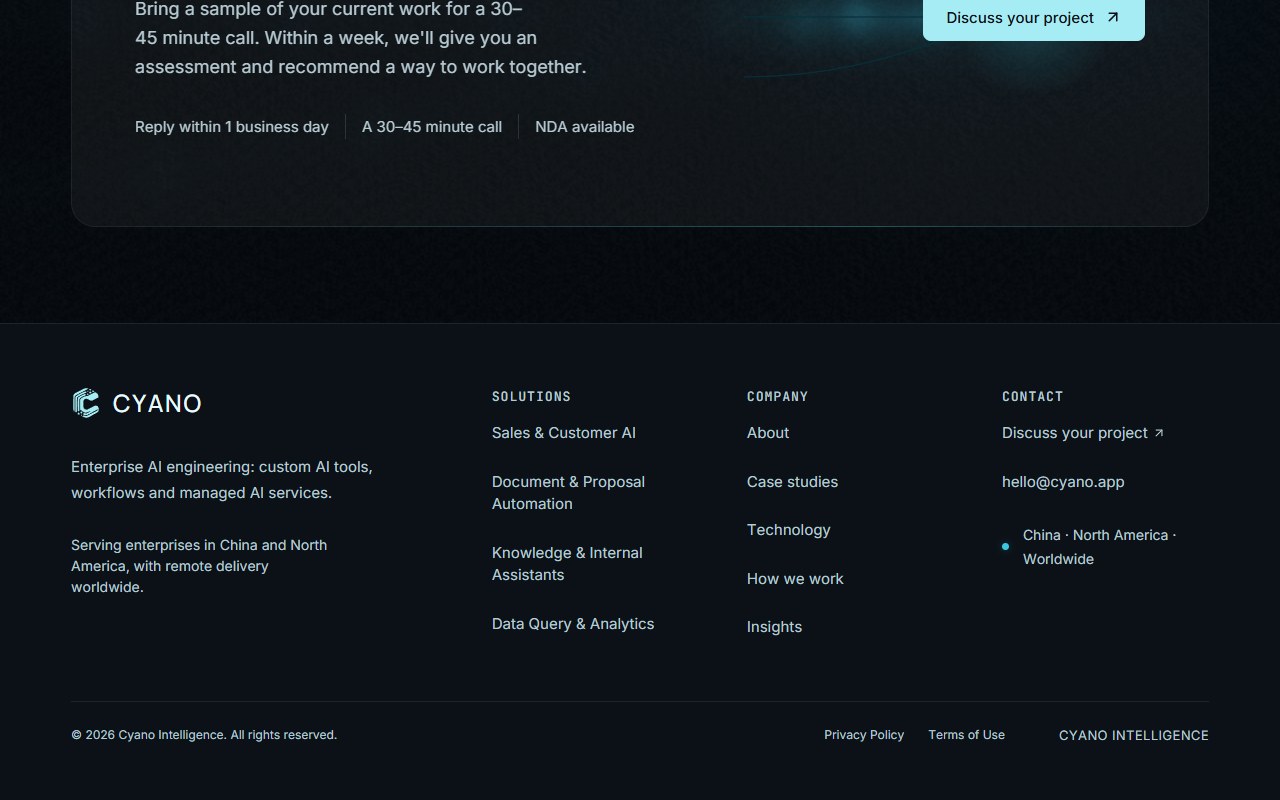 Bring a sample of your current work for a 30–
45 minute call. Within a week, we'll give you an
assessment and recommend a way to work together.
Discuss your project
Reply within 1 business day
A 30–45 minute call
NDA available
CYANO
Enterprise AI engineering: custom AI tools,
workflows and managed AI services.
Serving enterprises in China and North
America, with remote delivery
worldwide.
SOLUTIONS
Sales & Customer AI
Document & Proposal
Automation
Knowledge & Internal
Assistants
Data Query & Analytics
COMPANY
About
Case studies
Technology
How we work
Insights
CONTACT
Discuss your project
hello@cyano.app
China · North America ·
Worldwide
© 2026 Cyano Intelligence. All rights reserved.
Privacy Policy
Terms of Use
CYANO INTELLIGENCE